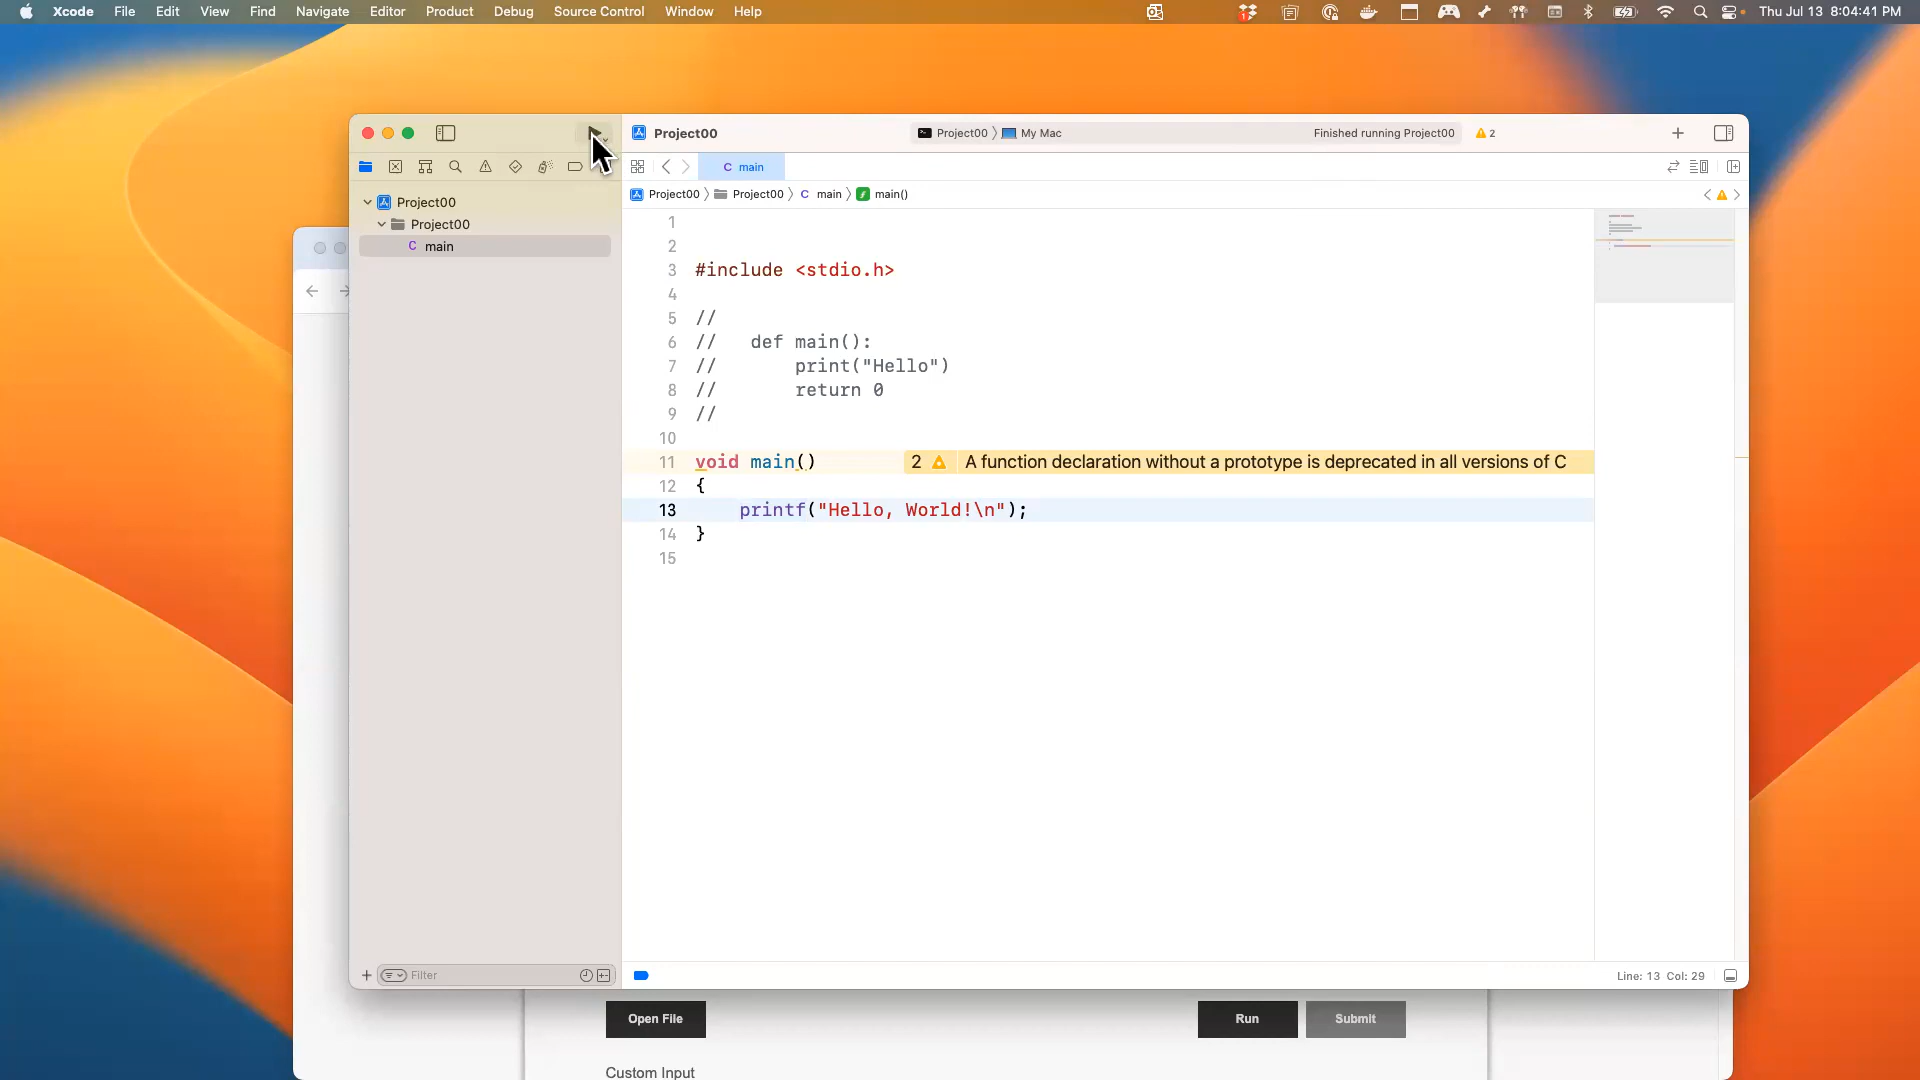 Xcode File Edit View Find Navigate Editor Product Debug Source Control Window Help
1
Thu Jul 13 8:04:41 PM
Project00
Project00 My Mac
Finished running Project00
2
C main
Project00 Project00 C main main()
Project00
Project00
C main
1
2
3 #include <stdio.h>
4
5 //
6 // def main():
7 // print("Hello")
8 // return 0
9 //
10
11 void main() 2 A function declaration without a prototype is deprecated in all versions of C
12 {
13 printf("Hello, World!\n");
14 }
15
Filter
Line: 13 Col: 29
Open File Run Submit
Custom Input